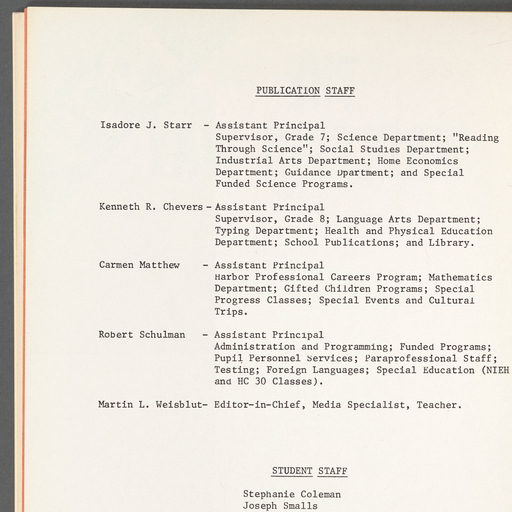 PUBLICATION STAFF
Isadore J. Starr - Assistant Principal
Supervisor, Grade 7; Science Department; "Reading
Through Science"; Social Studies Department;
Industrial Arts Department; Home Economics
Department; Guidance Dpartment; and Special
Funded Science Programs.
Kenneth R. Chevers - Assistant Principal
Supervisor, Grade 8; Language Arts Department;
Typing Department; Health and Physical Education
Department; School Publications; and Library.
Carmen Matthew - Assistant Principal
Harbor Professional Careers Program; Mathematics
Department; Gifted Children Programs; Special
Progress Classes; Special Events and Cultural
Trips.
Robert Schulman - Assistant Principal
Administration and Programming; Funded Programs;
Pupil Personnel Services; Paraprofessional Staff;
Testing; Foreign Languages; Special Education (NIEH
and HC 30 Classes).
Martin L. Weisblut- Editor-in-Chief, Media Specialist, Teacher.
STUDENT STAFF
Stephanie Coleman
Joseph Smalls